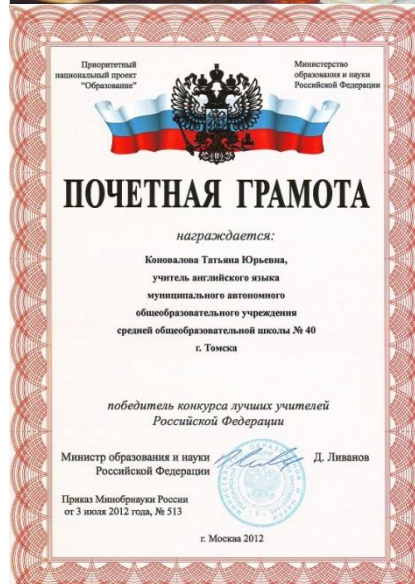 Приоритетный
национальный проект
"Образование"
Министерство
образования и науки
Российской Федерации
ПОЧЕТНАЯ ГРАМОТА
награждается:
Коновалова Татьяна Юрьевна,
учитель английского языка
муниципального автономного
общеобразовательного учреждения
средней общеобразовательной школы № 40
г. Томска
победитель конкурса лучших учителей
Российской Федерации
Министр образования и науки
Российской Федерации
Д. Ливанов
Приказ Минобрнауки России
от 3 июля 2012 года, № 513
г. Москва 2012